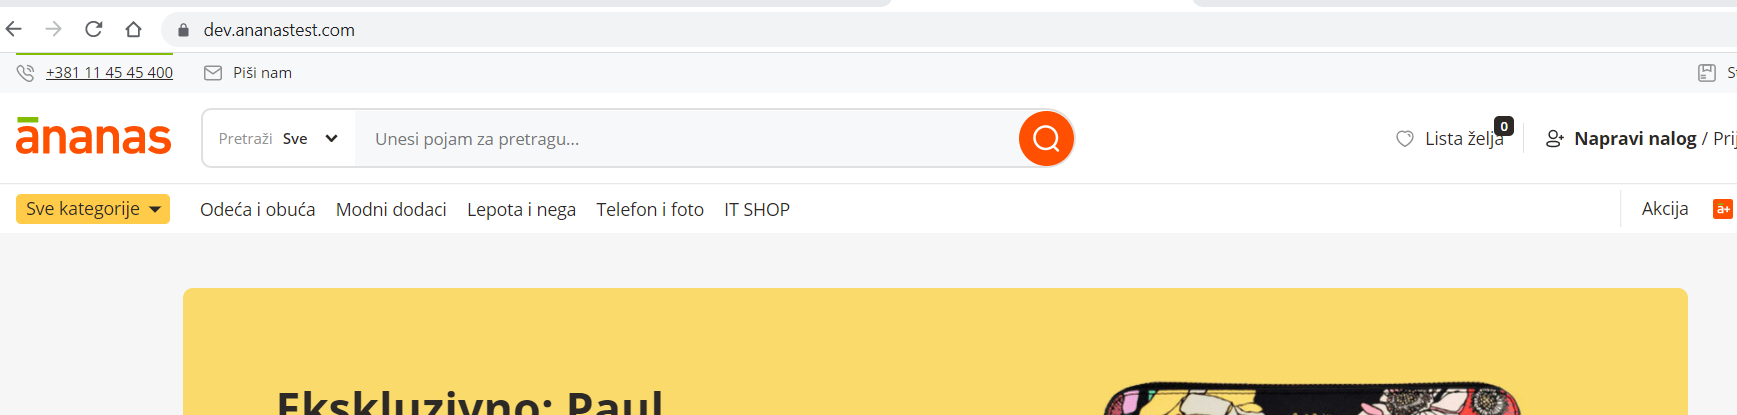 dev.ananastest.com
+381 11 45 45 400 Piši nam
ananas Pretraži Sve Unesi pojam za pretragu... Lista želja 0 Napravi nalog /
Sve kategorije Odeća i obuća Modni dodaci Lepota i nega Telefon i foto IT SHOP Akcija a+
Ekskluzivno: Paul